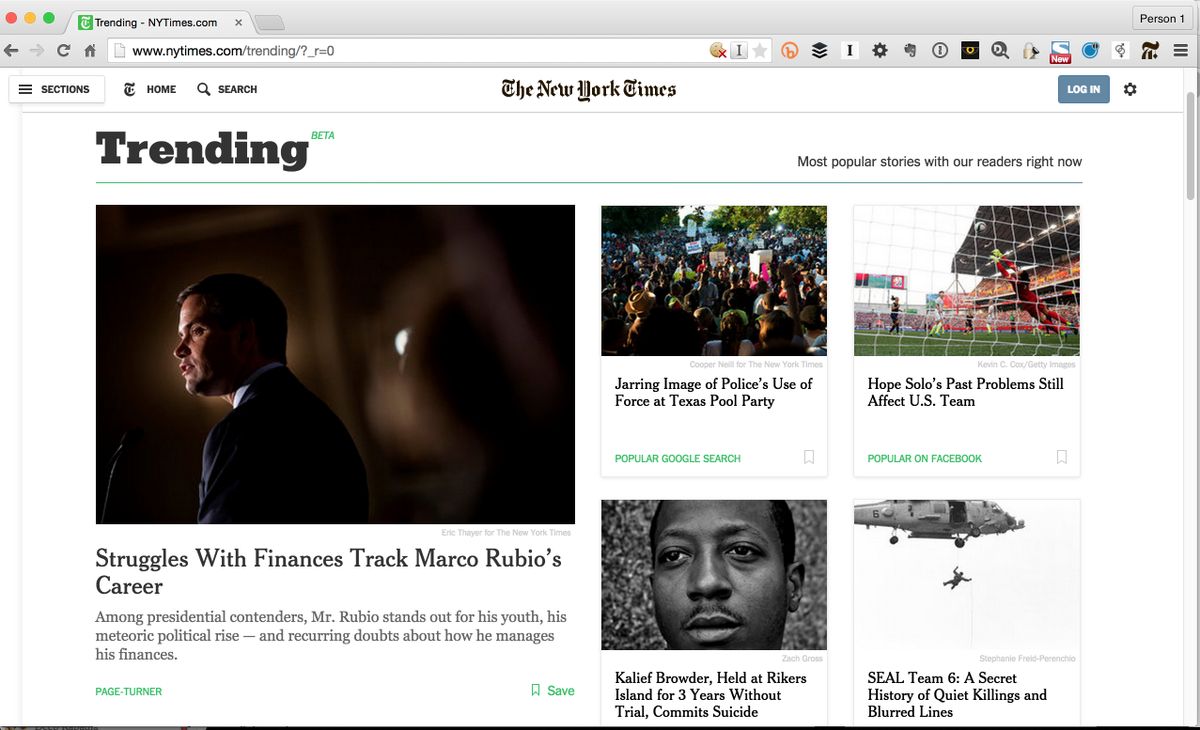 Trending - NYTimes.com
Person 1
www.nytimes.com/trending/?_r=0
New
SECTIONS
HOME
SEARCH
The New York Times
LOG IN
Trending BETA
Most popular stories with our readers right now
Eric Thayer for The New York Times
Struggles With Finances Track Marco Rubio's
Career
Among presidential contenders, Mr. Rubio stands out for his youth, his
meteoric political rise — and recurring doubts about how he manages
his finances.
PAGE-TURNER
Save
Cooper Neill for The New York Times
Jarring Image of Police's Use of
Force at Texas Pool Party
POPULAR GOOGLE SEARCH
Kevin C. Cox/Getty Images
Hope Solo's Past Problems Still
Affect U.S. Team
POPULAR ON FACEBOOK
Zach Gross
Kalief Browder, Held at Rikers
Island for 3 Years Without
Trial, Commits Suicide
6
Stephanie Freid-Perenchio
SEAL Team 6: A Secret
History of Quiet Killings and
Blurred Lines